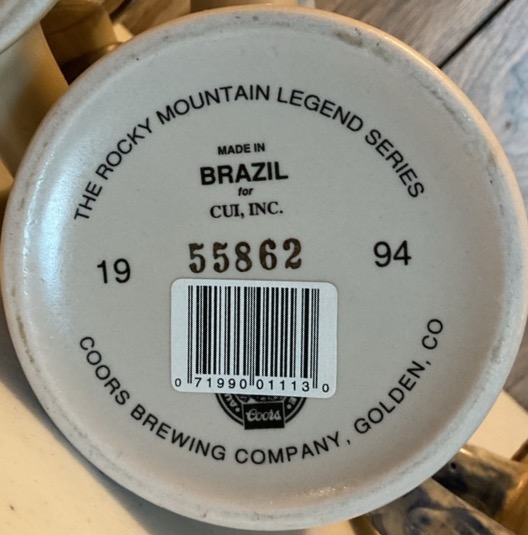 THE ROCKY MOUNTAIN LEGEND SERIES
MADE IN
BRAZIL
for
CUI, INC.
19 55862 94
0 71990 01113 0
Coors
COORS BREWING COMPANY, GOLDEN, CO